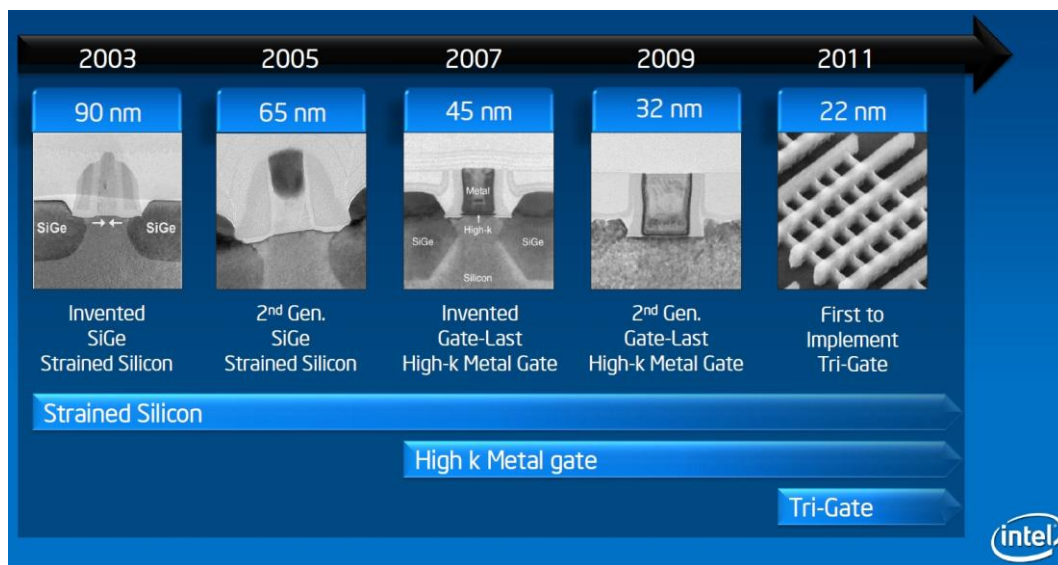 2003 2005 2007 2009 2011
90 nm 65 nm 45 nm 32 nm 22 nm
SiGe
SiGe
Metal
High-k
SiGe
SiGe
Silicon
Invented
SiGe
Strained Silicon
2nd Gen.
SiGe
Strained Silicon
Invented
Gate-Last
High-k Metal Gate
2nd Gen.
Gate-Last
High-k Metal Gate
First to
Implement
Tri-Gate
Strained Silicon
High k Metal gate
Tri-Gate
intel